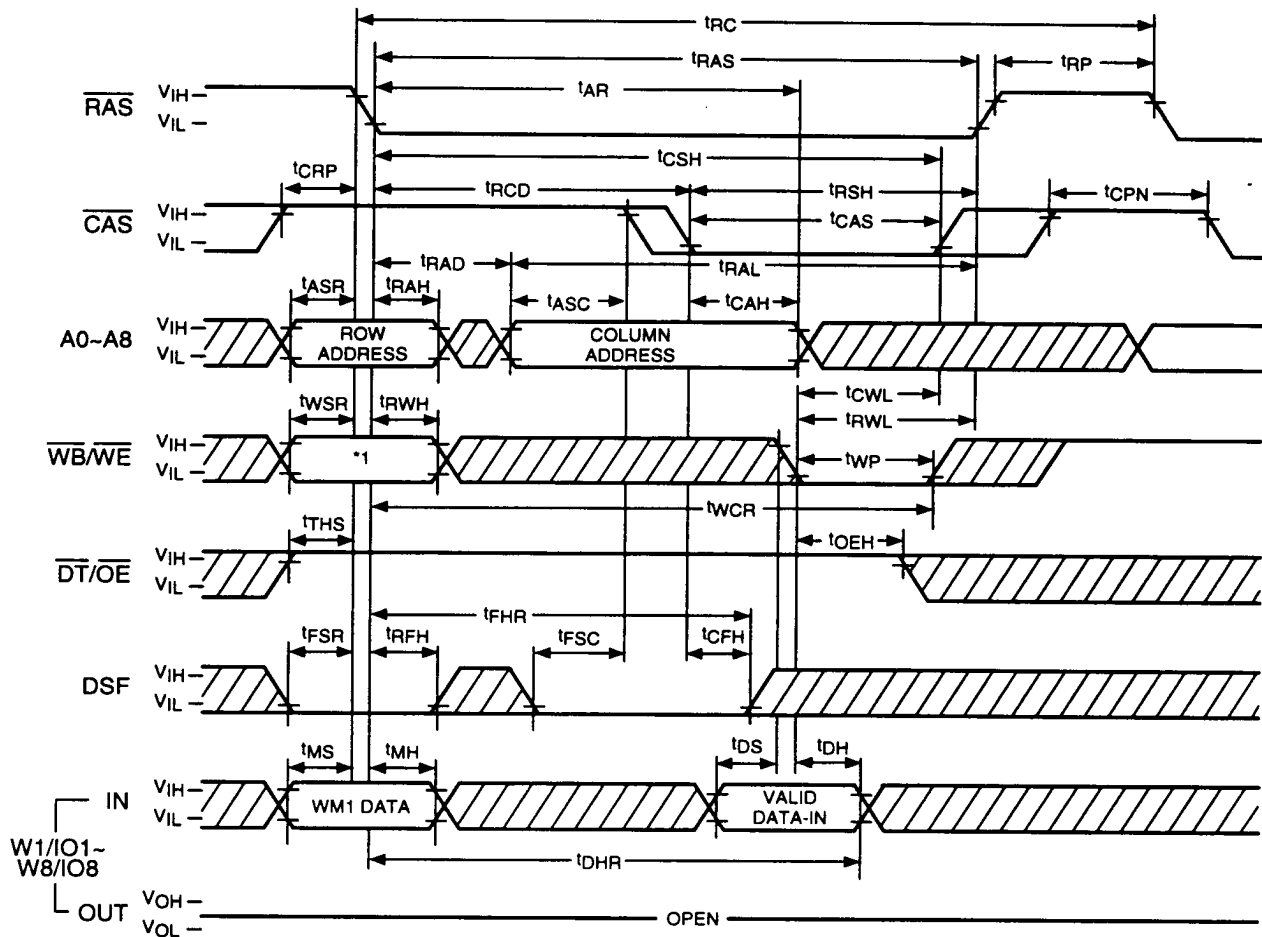 tRC
tRAS
tRP
tAR
RAS
VIH
VIL
tCSH
tCRP
tRCD
tRSH
tCPN
tCAS
CAS
VIH
VIL
tRAD
tRAL
tASR
tRAH
tASC
tCAH
A0~A8
VIH
VIL
ROW
ADDRESS
COLUMN
ADDRESS
tCWL
tWSR
tRWH
tRWL
WB/WE
VIH
VIL
*1
tWP
tWCR
tTHS
tOEH
DT/OE
VIH
VIL
tFHR
tFSR
tRFH
tFSC
tCFH
DSF
VIH
VIL
tMS
tMH
tDS
tDH
IN
VIH
VIL
WM1 DATA
VALID
DATA-IN
W1/IO1~
W8/IO8
tDHR
OUT
VOH
VOL
OPEN